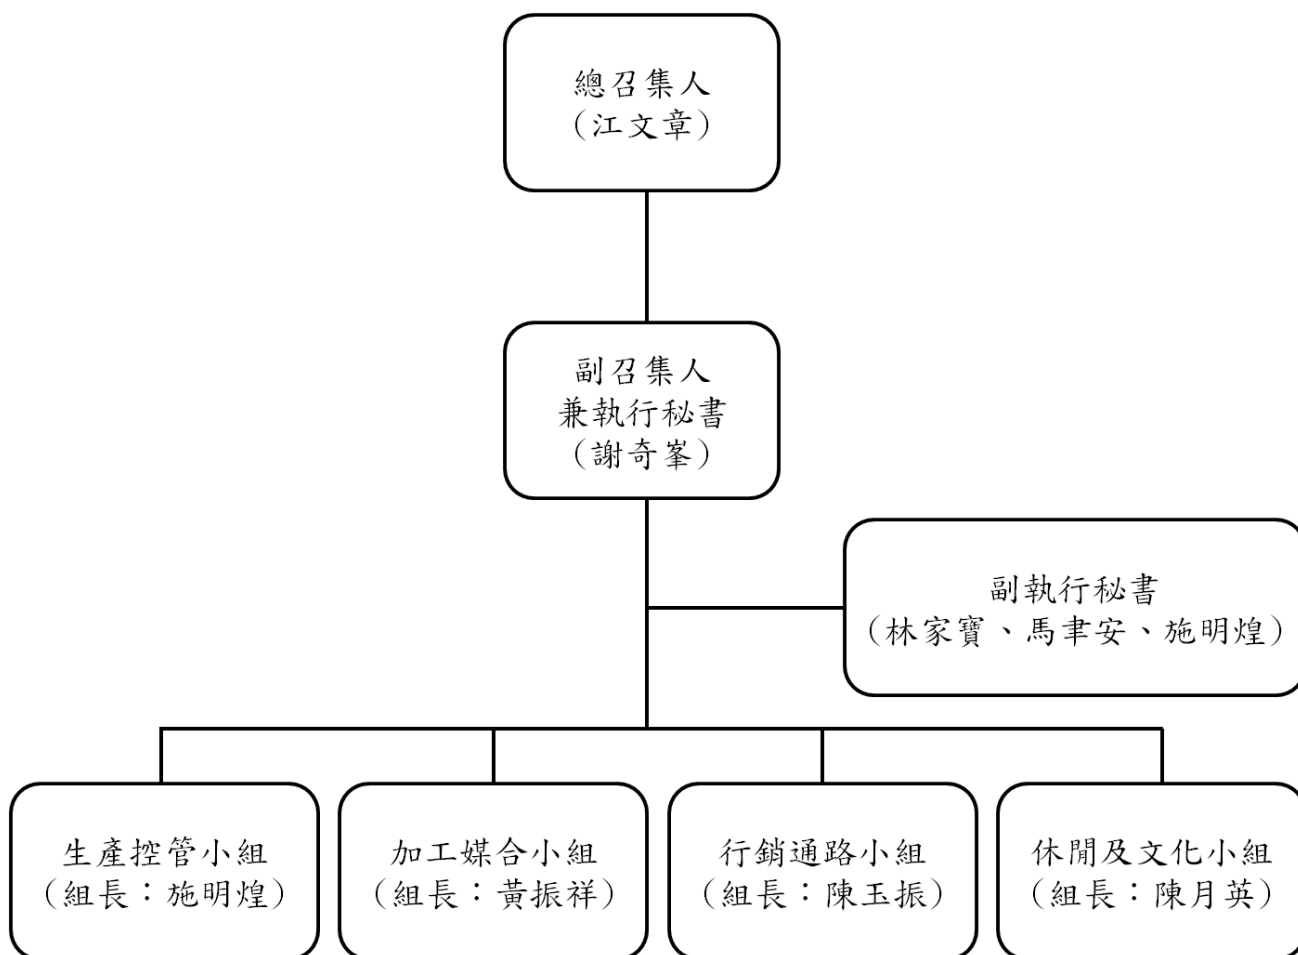 總召集人
(江文章)
副召集人
兼執行秘書
(謝奇峯)
副執行秘書
(林家寶、馬聿安、施明煌)
生產控管小組
(組長：施明煌)
加工媒合小組
(組長：黃振祥)
行銷通路小組
(組長：陳玉振)
休閒及文化小組
(組長：陳月英)